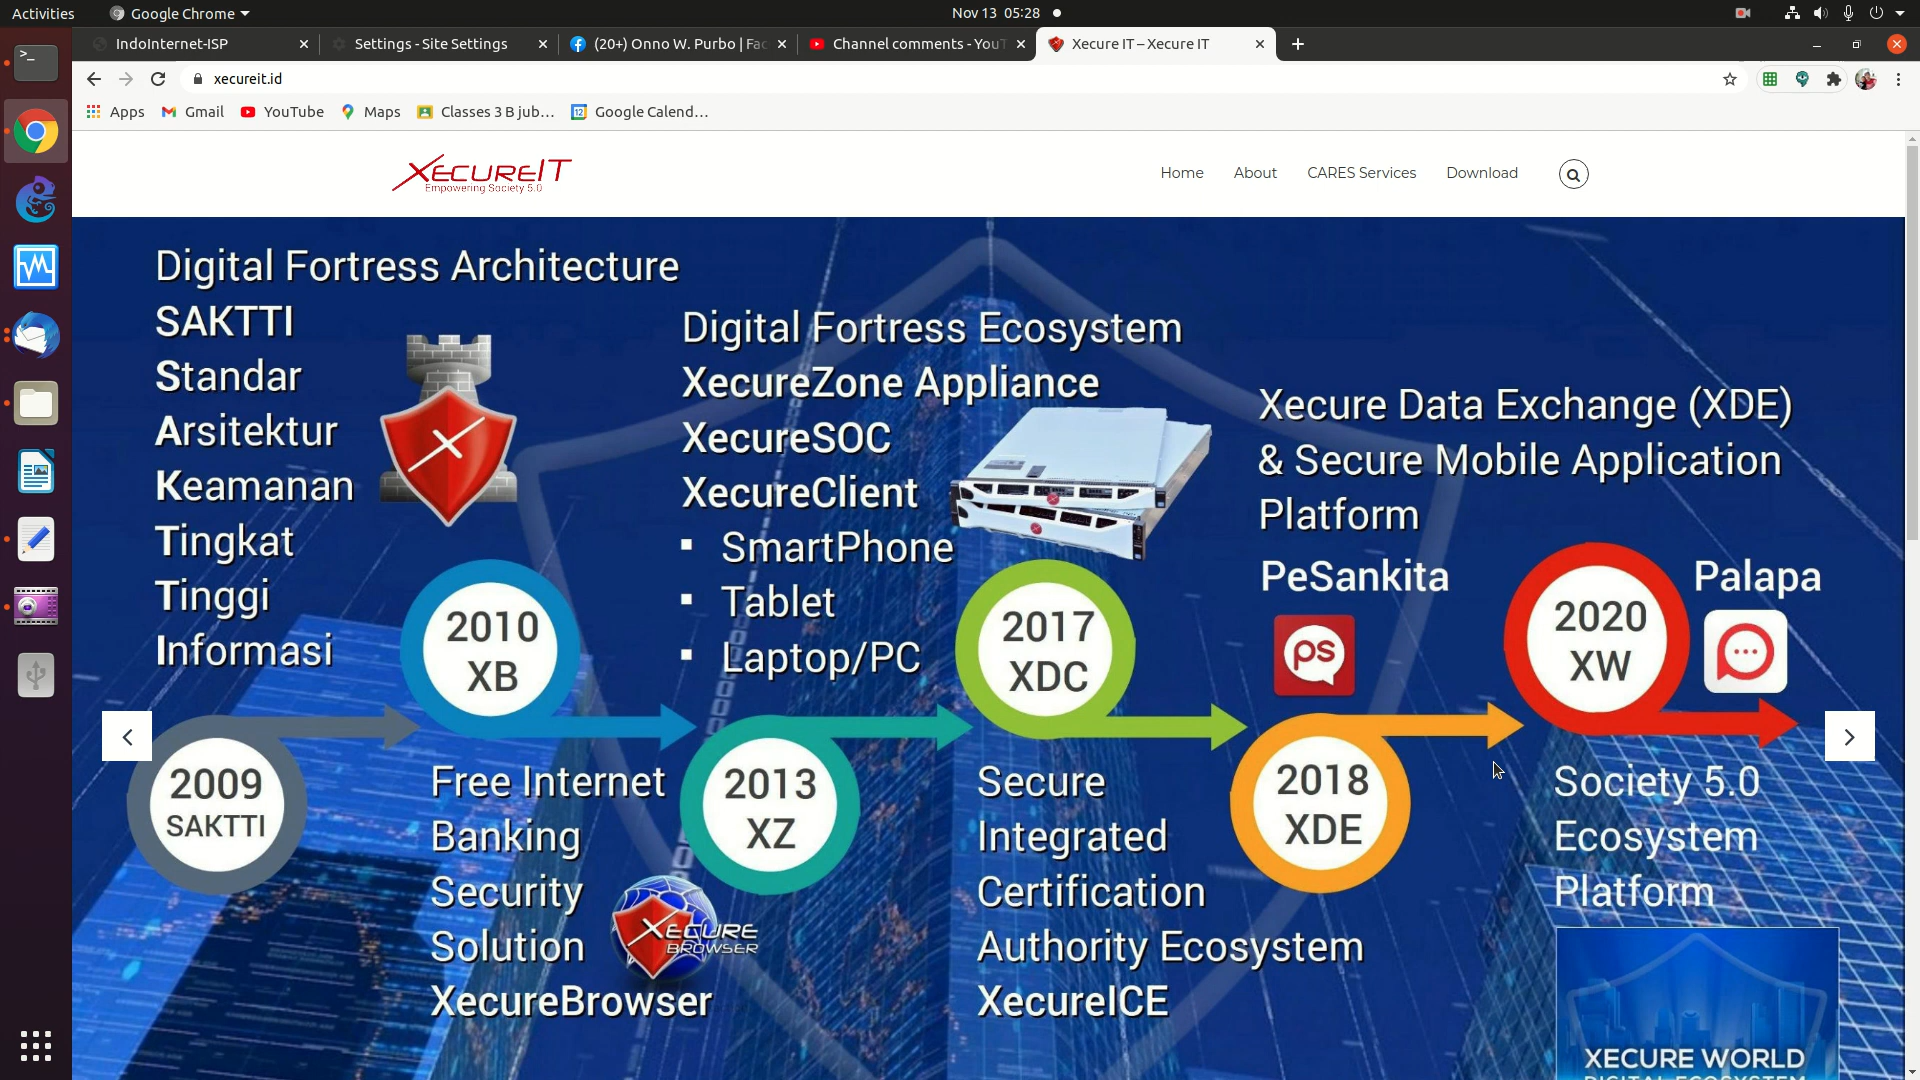 Activities
Google Chrome
Nov 13 05:28
IndoInternet-ISP
Settings - Site Settings
(20+) Onno W. Purbo | Fac
Channel comments - YouT
Xecure IT – Xecure IT
xecureit.id
Apps
Gmail
YouTube
Maps
Classes 3 B jub...
Google Calend...
XECUREIT
Empowering Society 5.0
Home
About
CARES Services
Download
Digital Fortress Architecture
SAKTTI
Standar
Arsitektur
Keamanan
Tingkat
Tinggi
Informasi
Digital Fortress Ecosystem
XecureZone Appliance
XecureSOC
XecureClient
▪ SmartPhone
▪ Tablet
▪ Laptop/PC
Xecure Data Exchange (XDE)
& Secure Mobile Application
Platform
PeSankita
ps
Palapa
2009
SAKTTI
2010
XB
2013
XZ
2017
XDC
2018
XDE
2020
XW
Free Internet
Banking
Security
Solution
XecureBrowser
XECURE
BROWSER
Secure
Integrated
Certification
Authority Ecosystem
XecureICE
Society 5.0
Ecosystem
Platform
XECURE WORLD
DIGITAL ECOSYSTEM